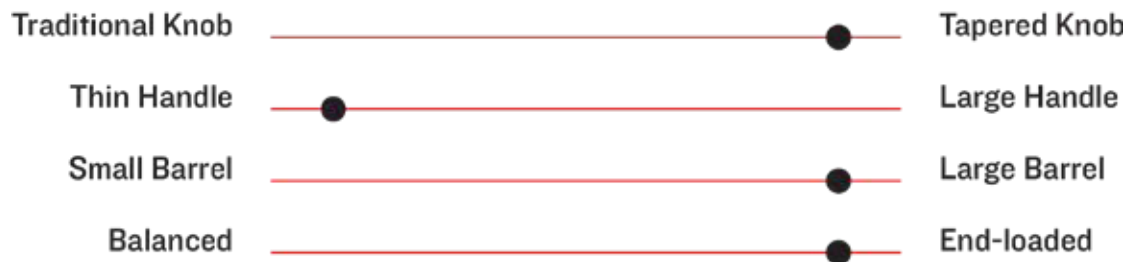 Traditional Knob Tapered Knob
Thin Handle Large Handle
Small Barrel Large Barrel
Balanced End-loaded